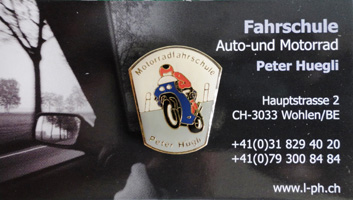 Fahrschule
Auto-und Motorrad
Peter Huegli
Hauptstrasse 2
CH-3033 Wohlen/BE
+41(0)31 829 40 20
+41(0)79 300 84 84
www.l-ph.ch
Motorradfahrschule
Peter Hugli